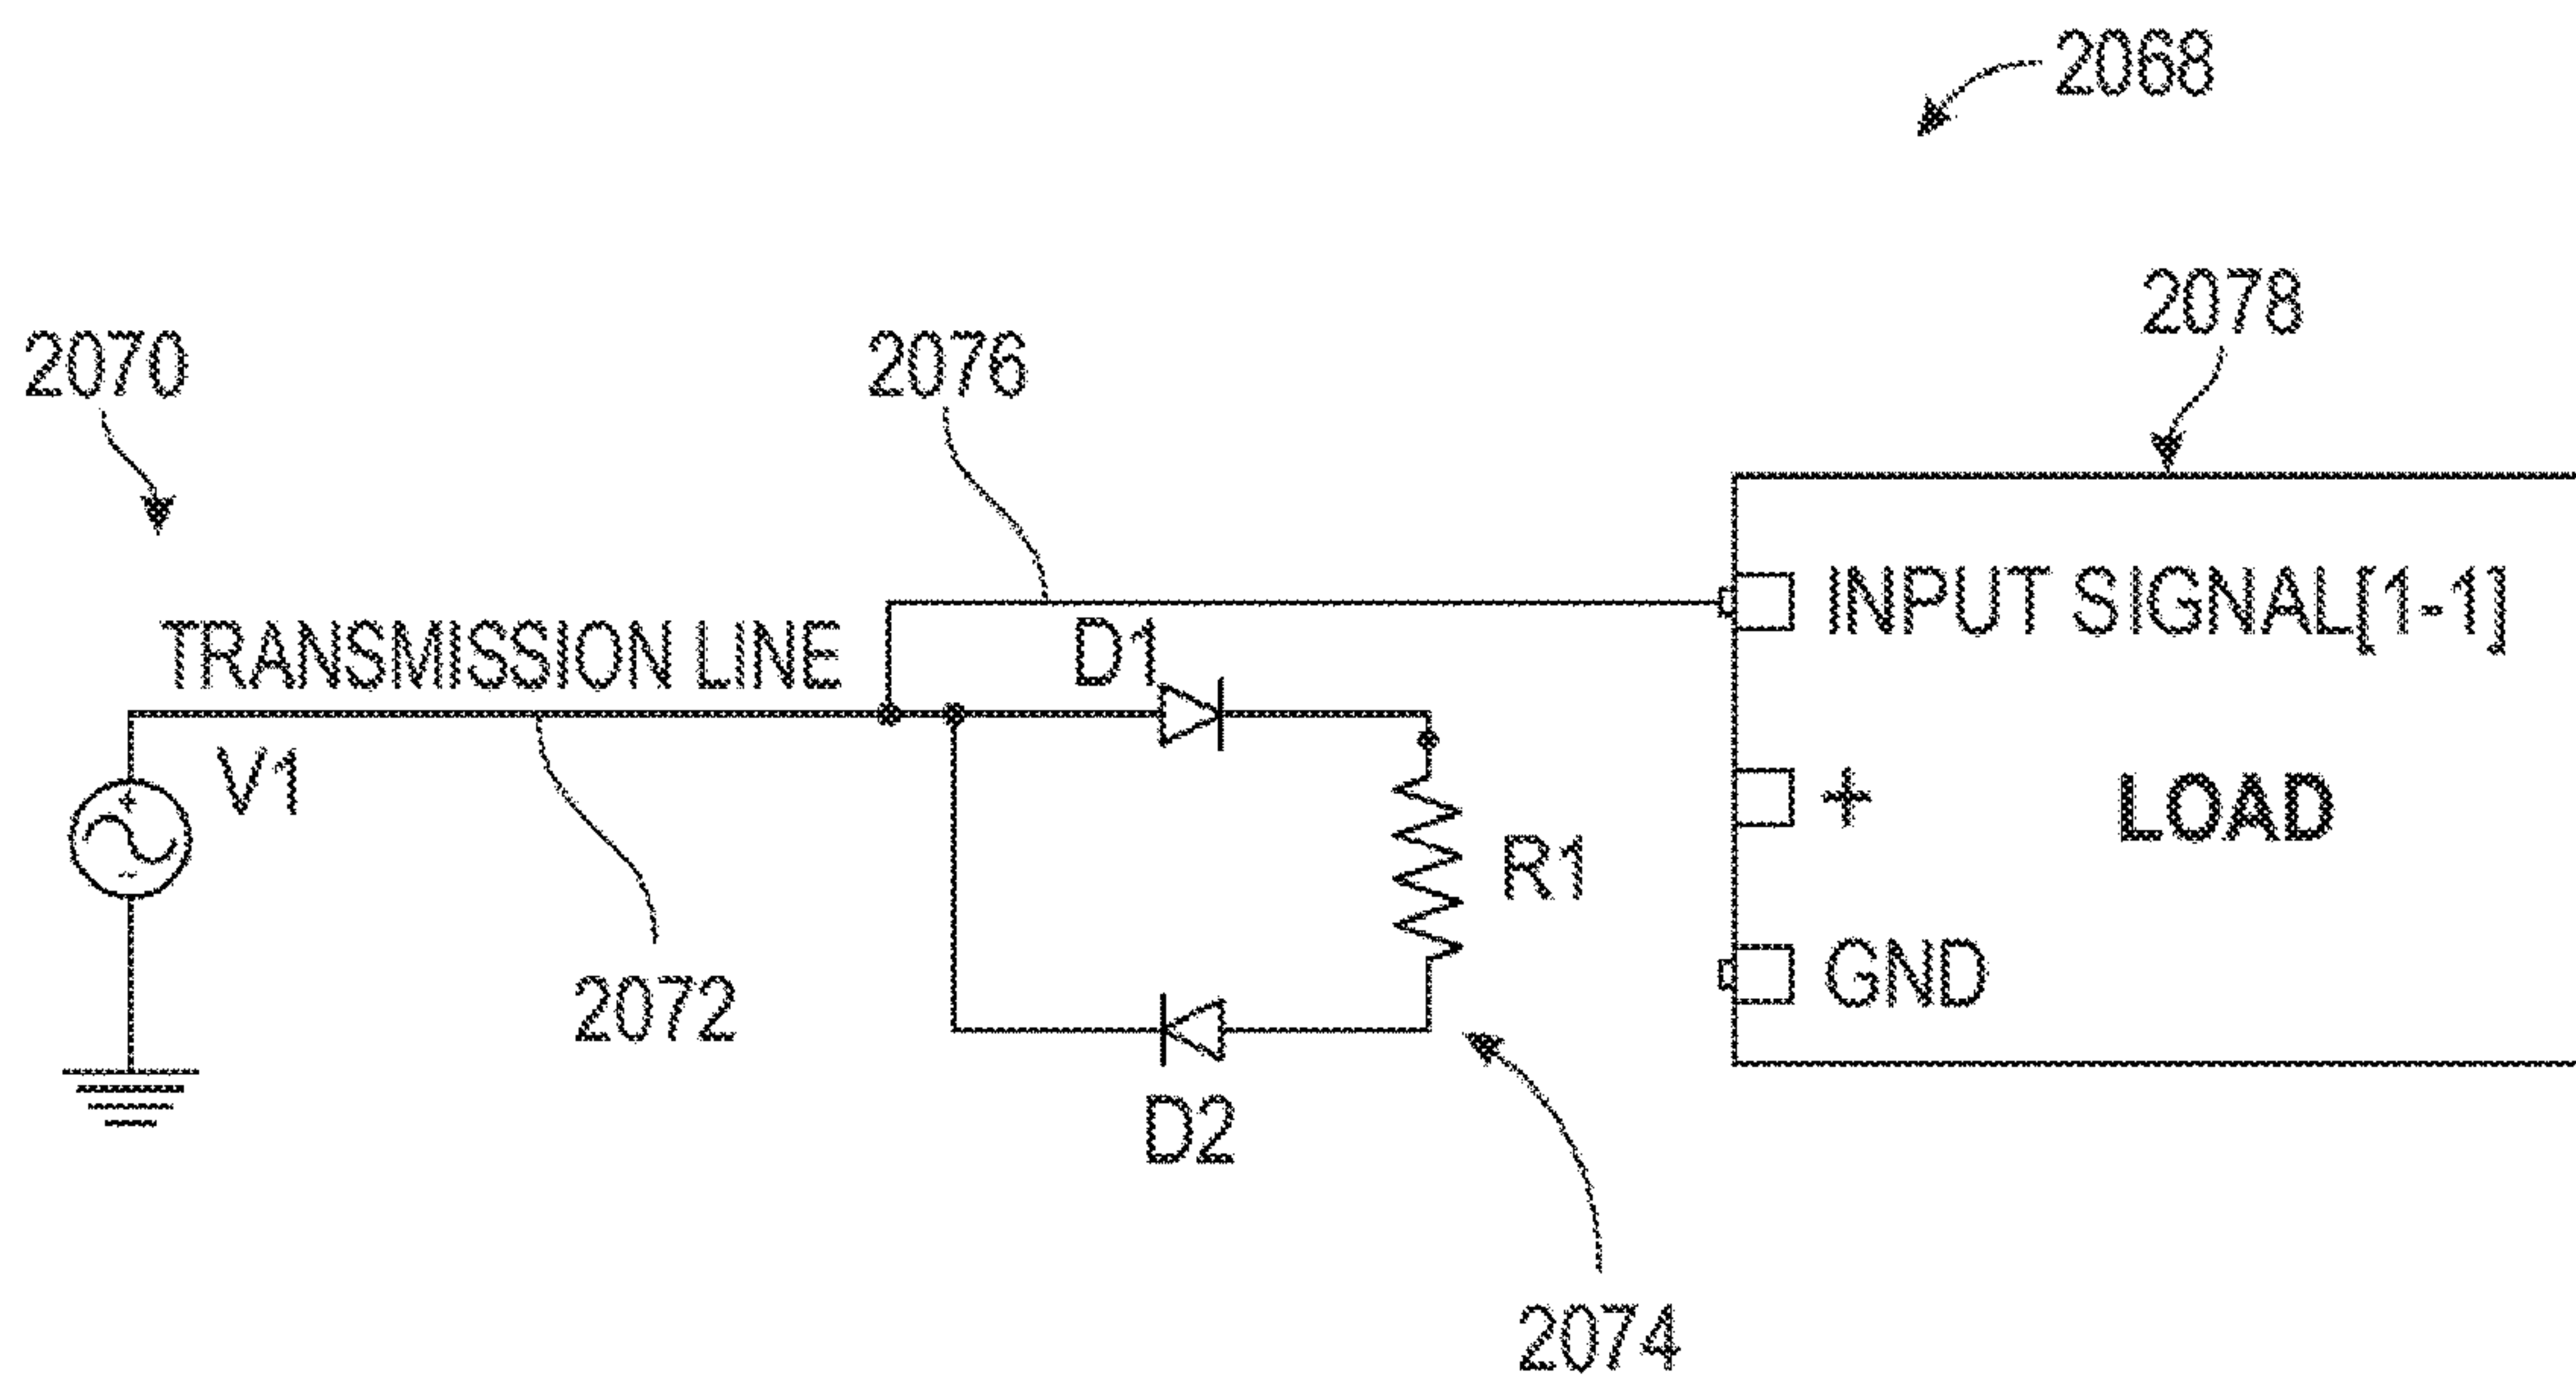 2068
2078
2070
2076
INPUT SIGNAL[1-1]
TRANSMISSION LINE
D1
V1
+
LOAD
R1
GND
2072
D2
2074